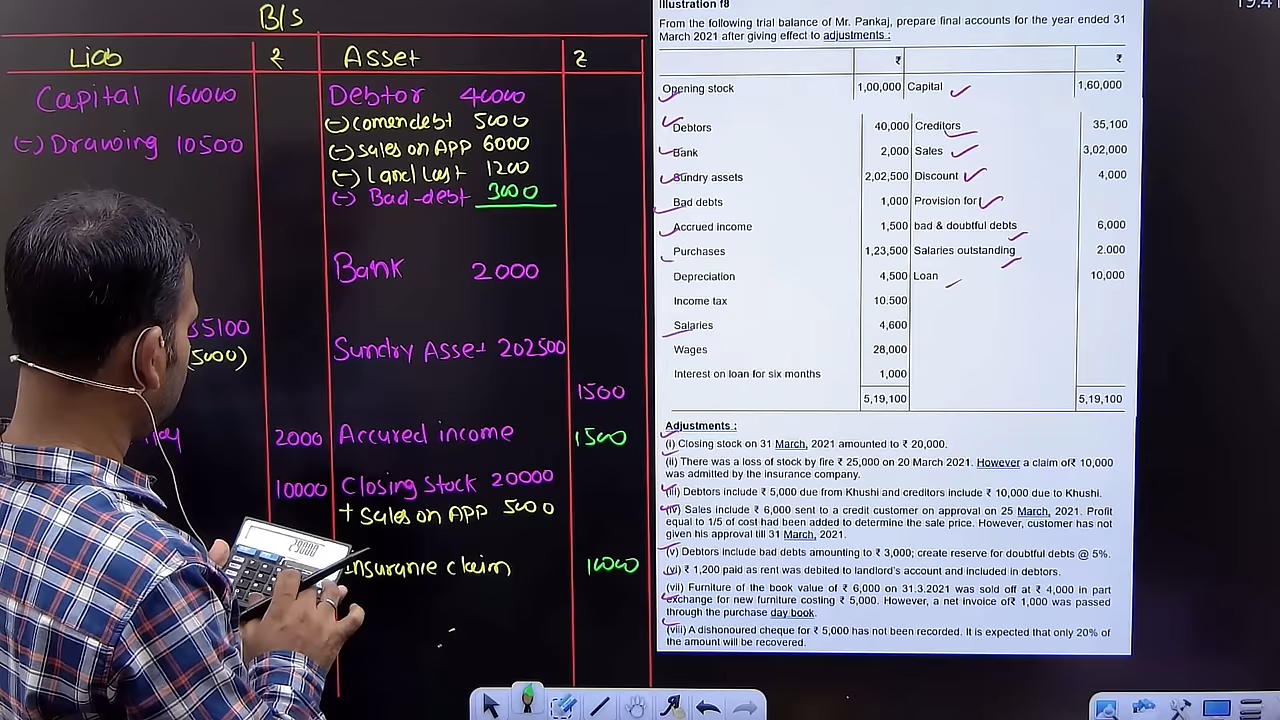 B/S
Liab ₹ Asset ₹
Capital 160000 Debtor 40000
(-) Drawing 10500 (-) comendebt 5000
(-) Sales on APP 6000
(-) Land Last 1200
(-) Bad-debt 3000
Bank 2000
35100
(5000) Sundry Asset 202500
1500
2000 Accured income 1500
10000 Closing Stock 20000
+ Sales on APP 5000
Insurance claim 10000
Illustration f8
19:41
From the following trial balance of Mr. Pankaj, prepare final accounts for the year ended 31
March 2021 after giving effect to adjustments :
₹ ₹
Opening stock 1,00,000 Capital 1,60,000
Debtors 40,000 Creditors 35,100
Bank 2,000 Sales 3,02,000
Sundry assets 2,02,500 Discount 4,000
Bad debts 1,000 Provision for
Accrued income 1,500 bad & doubtful debts 6,000
Purchases 1,23,500 Salaries outstanding 2.000
Depreciation 4,500 Loan 10,000
Income tax 10.500
Salaries 4,600
Wages 28,000
Interest on loan for six months 1,000
5,19,100 5,19,100
Adjustments :
(i) Closing stock on 31 March, 2021 amounted to ₹ 20,000.
(ii) There was a loss of stock by fire ₹ 25,000 on 20 March 2021. However a claim of₹ 10,000
was admitted by the insurance company.
(iii) Debtors include ₹ 5,000 due from Khushi and creditors include ₹ 10,000 due to Khushi.
(iv) Sales include ₹ 6,000 sent to a credit customer on approval on 25 March, 2021. Profit
equal to 1/5 of cost had been added to determine the sale price. However, customer has not
given his approval till 31 March, 2021.
(v) Debtors include bad debts amounting to ₹ 3,000; create reserve for doubtful debts @ 5%.
(vi) ₹ 1,200 paid as rent was debited to landlord's account and included in debtors.
(vii) Furniture of the book value of ₹ 6,000 on 31.3.2021 was sold off at ₹ 4,000 in part
exchange for new furniture costing ₹ 5,000. However, a net invoice of₹ 1,000 was passed
through the purchase day book.
(viii) A dishonoured cheque for ₹ 5,000 has not been recorded. It is expected that only 20% of
the amount will be recovered.